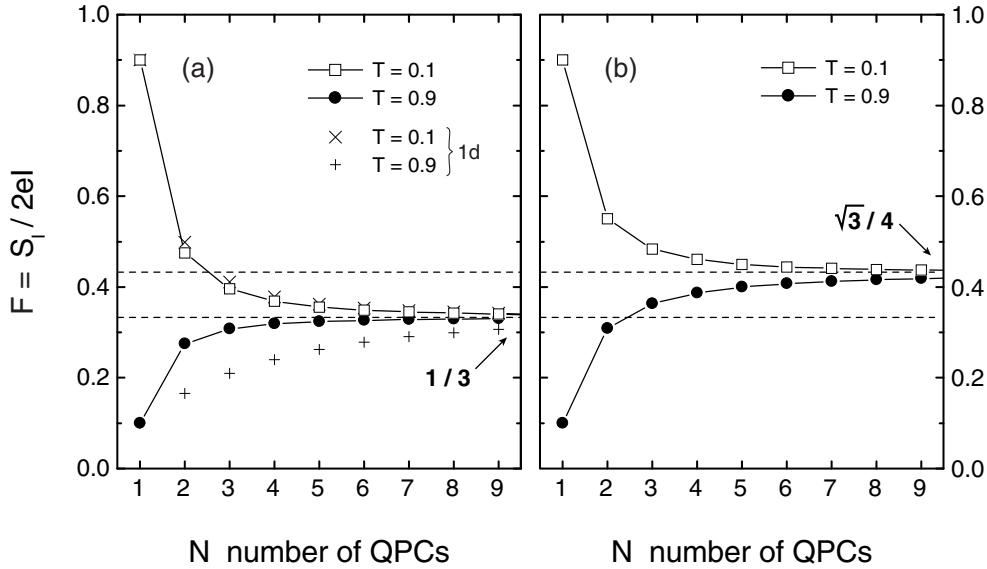 F = S_I / 2eI
1.0
0.8
0.6
0.4
0.2
0.0
(a)
T = 0.1
T = 0.9
T = 0.1
T = 0.9
1d
1 / 3
1 2 3 4 5 6 7 8 9
N number of QPCs
(b)
T = 0.1
T = 0.9
√3 / 4
1 2 3 4 5 6 7 8 9
N number of QPCs
1.0
0.8
0.6
0.4
0.2
0.0